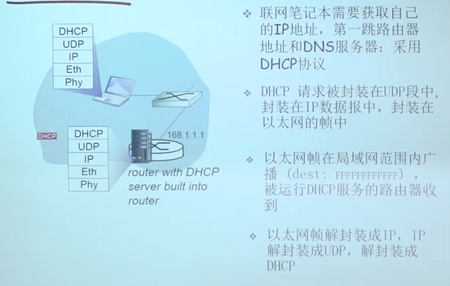 DHCP
UDP
IP
Eth
Phy
DHCP
DHCP
UDP
IP
Eth
Phy
168.1.1.1
router with DHCP
server built into
router
联网笔记本需要获取自己
的IP地址，第一跳路由器
地址和DNS服务器：采用
DHCP协议
DHCP 请求被封装在UDP段中，
封装在IP数据报中，封装在
以太网的帧中
以太网帧在局域网范围内广
播 (dest: FFFFFFFFFFFF)，
被运行DHCP服务的路由器收
到
以太网帧解封装成IP，IP
解封装成UDP，解封装成
DHCP